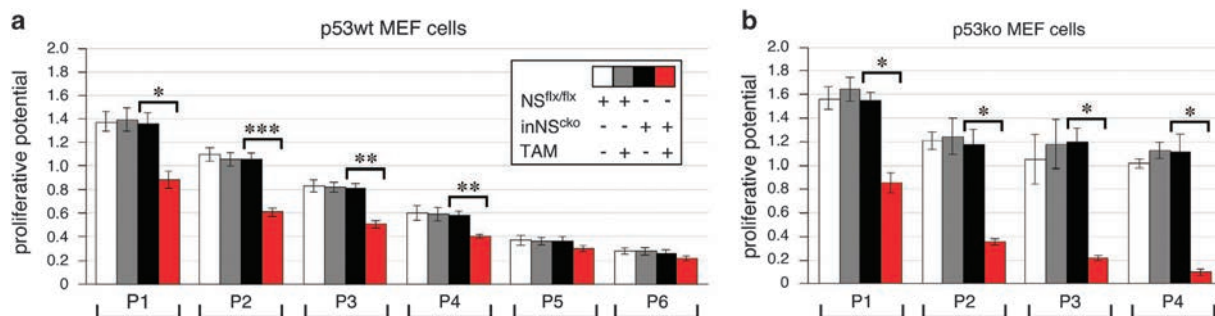 a
p53wt MEF cells
proliferative potential
2.0
1.8
1.6
1.4
1.2
1.0
0.8
0.6
0.4
0.2
0
*
***
**
**
NSflx/flx + + - -
inNScko - - + +
TAM - + - +
P1 P2 P3 P4 P5 P6
b
p53ko MEF cells
proliferative potential
2.0
1.8
1.6
1.4
1.2
1.0
0.8
0.6
0.4
0.2
0
*
*
*
*
P1 P2 P3 P4